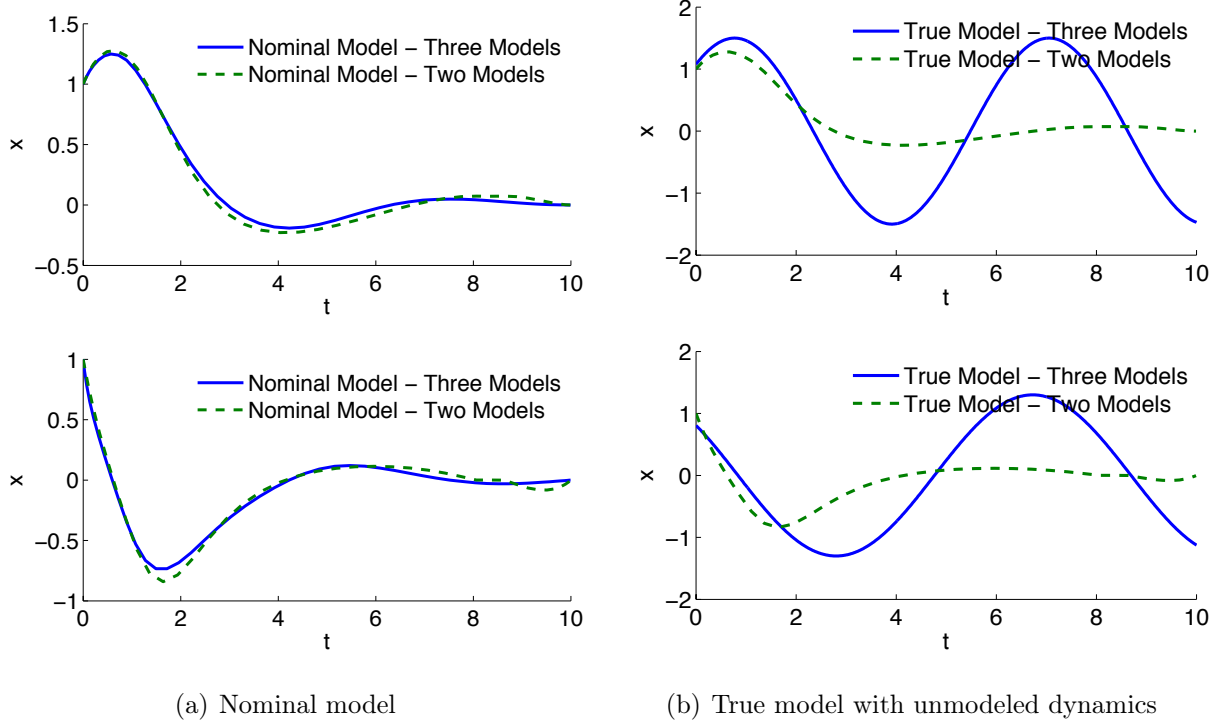 1.5
1
0.5
0
−0.5
x
Nominal Model − Three Models
Nominal Model − Two Models
0 2 4 6 8 10
t
2
1
0
−1
−2
x
True Model − Three Models
True Model − Two Models
0 2 4 6 8 10
t
1
0.5
0
−0.5
−1
x
Nominal Model − Three Models
Nominal Model − Two Models
0 2 4 6 8 10
t
2
1
0
−1
−2
x
True Model − Three Models
True Model − Two Models
0 2 4 6 8 10
t
(a) Nominal model
(b) True model with unmodeled dynamics